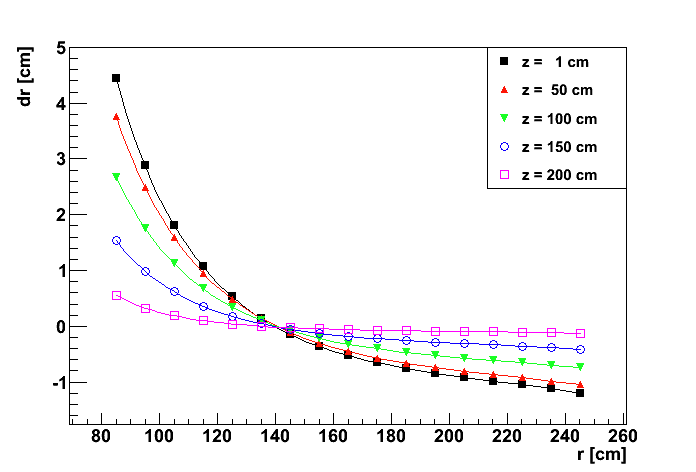 dr [cm]
5
4
3
2
1
0
-1
z = 1 cm
z = 50 cm
z = 100 cm
z = 150 cm
z = 200 cm
80 100 120 140 160 180 200 220 240 260
r [cm]